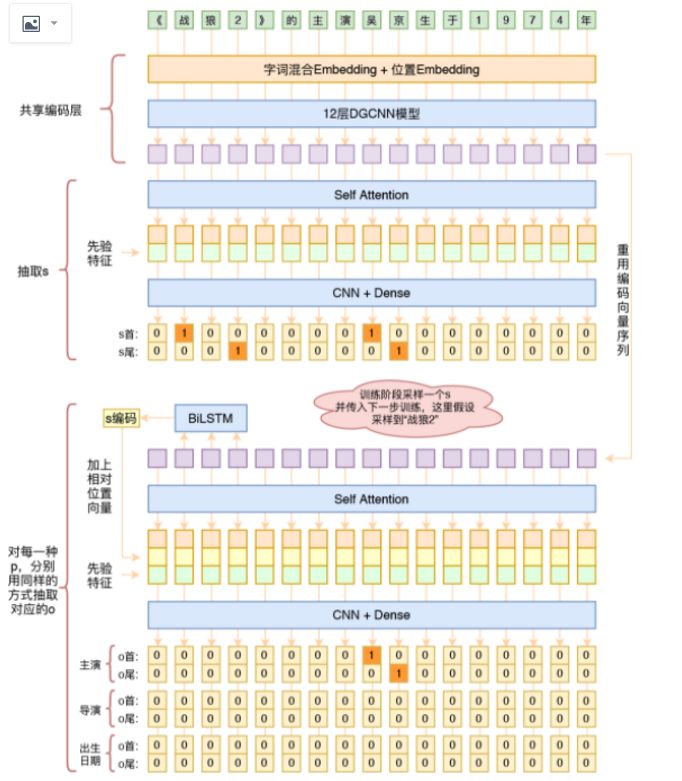 《 战 狼 2 》 的 主 演 吴 京 生 于 1 9 7 4 年
字词混合Embedding + 位置Embedding
共享编码层
12层DGCNN模型
Self Attention
先验
特征
抽取s
CNN + Dense
s首: 0 1 0 0 0 0 0 0 1 0 0 0 0 0 0 0 0
s尾: 0 0 0 1 0 0 0 0 0 1 0 0 0 0 0 0 0
重用编码向量序列
训练阶段采样一个s
并传入下一步训练，这里假设
采样到“战狼2”
s编码
BiLSTM
加上
相对
位置
向量
Self Attention
对每一种
p，分别
用同样的
方式抽取
对应的o
先验
特征
CNN + Dense
主演
o首: 0 0 0 0 0 0 0 0 1 0 0 0 0 0 0 0 0
o尾: 0 0 0 0 0 0 0 0 0 1 0 0 0 0 0 0 0
导演
o首: 0 0 0 0 0 0 0 0 0 0 0 0 0 0 0 0 0
o尾: 0 0 0 0 0 0 0 0 0 0 0 0 0 0 0 0 0
出生
日期
o首: 0 0 0 0 0 0 0 0 0 0 0 0 0 0 0 0 0
o尾: 0 0 0 0 0 0 0 0 0 0 0 0 0 0 0 0 0